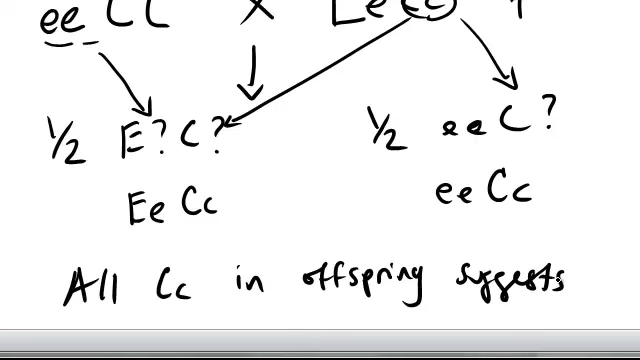 ee CC X Ee cc
1/2 E? C? 1/2 ee C?
Ee Cc ee Cc
All Cc in offspring suggests